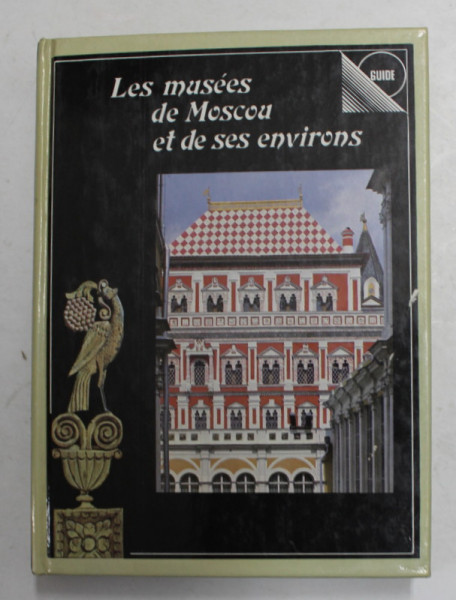 GUIDE
Les musées
de Moscou
et de ses environs